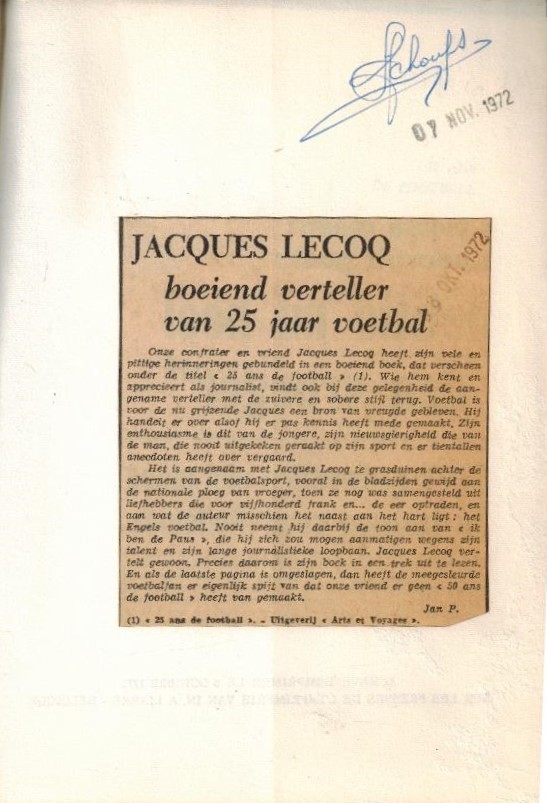 Schoufs
07 NOV. 1972
OKT. 1972
JACQUES LECOQ
boeiend verteller
van 25 jaar voetbal
Onze confrater en vriend Jacques Lecoq heeft zijn vele en
pittige herinneringen gebundeld in een boeiend boek, dat verscheen
onder de titel « 25 ans de football » (1). Wie hem kent en
apprecieert als journalist, vindt ook bij deze gelegenheid de aan-
gename verteller met de zuivere en sobere stijl terug. Voetbal is
voor de nu grijzende Jacques een bron van vreugde gebleven. Hij
handelt er over alsof hij er pas kennis heeft mede gemaakt. Zijn
enthousiasme is dit van de jongere, zijn nieuwsgierigheid die van
de man, die nooit uitgekeken geraakt op zijn sport en er tientallen
anecdoten heeft over vergaard.
Het is aangenaam met Jacques Lecoq te grasduinen achter de
schermen van de voetbalsport, vooral in de bladzijden gewijd aan
de nationale ploeg van vroeger, toen ze nog was samengesteld uit
liefhebbers die voor vijfhonderd frank en... de eer optraden, en
aan wat de auteur misschien het naast aan het hart ligt : het
Engels voetbal. Nooit neemt hij daarbij de toon aan van « ik
ben de Paus », die hij zich zou mogen aanmatigen wegens zijn
talent en zijn lange journalistieke loopbaan. Jacques Lecoq ver-
telt gewoon. Precies daarom is zijn boek in een trek uit te lezen.
En als de laatste pagina is omgeslagen, dan heeft de meegesleurde
voetbalfan er eigenlijk spijt van dat onze vriend er geen « 50 ans
de football » heeft van gemaakt.
Jan P.
(1) « 25 ans de football ». - Uitgeverij « Arts et Voyages ».